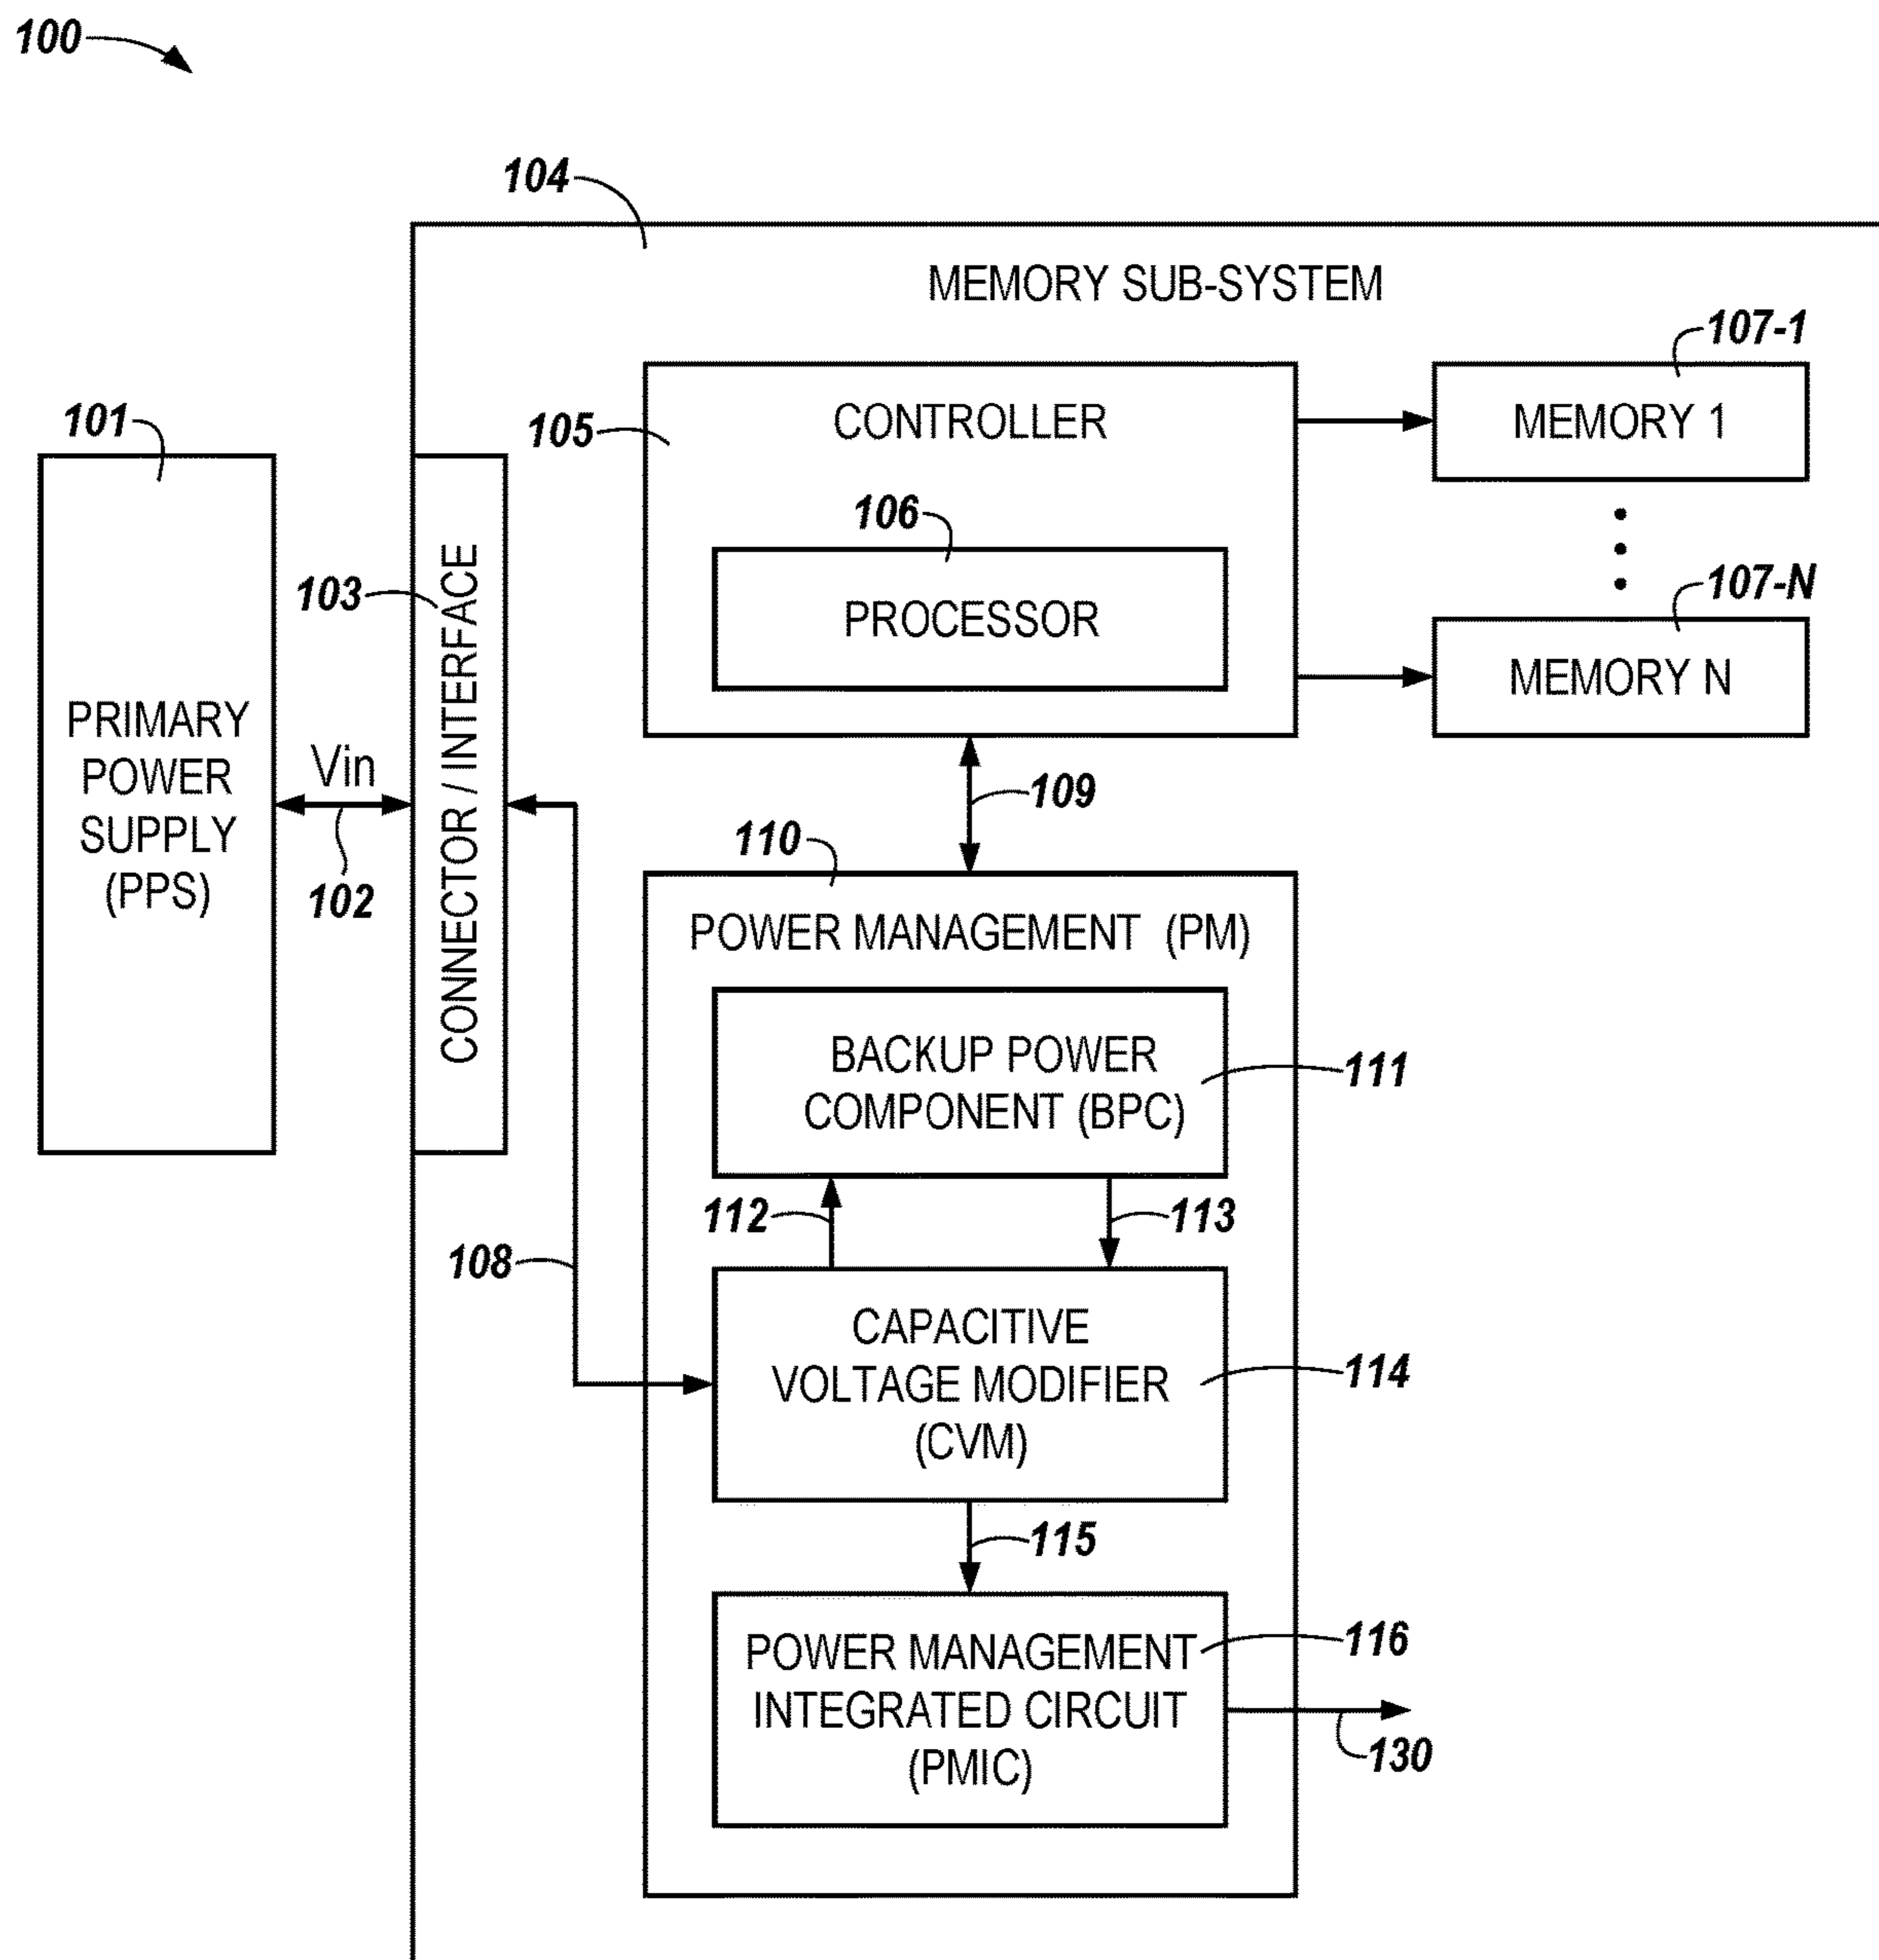 100
104
MEMORY SUB-SYSTEM
107-1
101
105
CONTROLLER
MEMORY 1
106
103
PROCESSOR
107-N
MEMORY N
PRIMARY
POWER
SUPPLY
(PPS)
Vin
102
CONNECTOR / INTERFACE
109
110
POWER MANAGEMENT (PM)
BACKUP POWER
COMPONENT (BPC)
111
112
113
108
CAPACITIVE
VOLTAGE MODIFIER
(CVM)
114
115
POWER MANAGEMENT
INTEGRATED CIRCUIT
(PMIC)
116
130